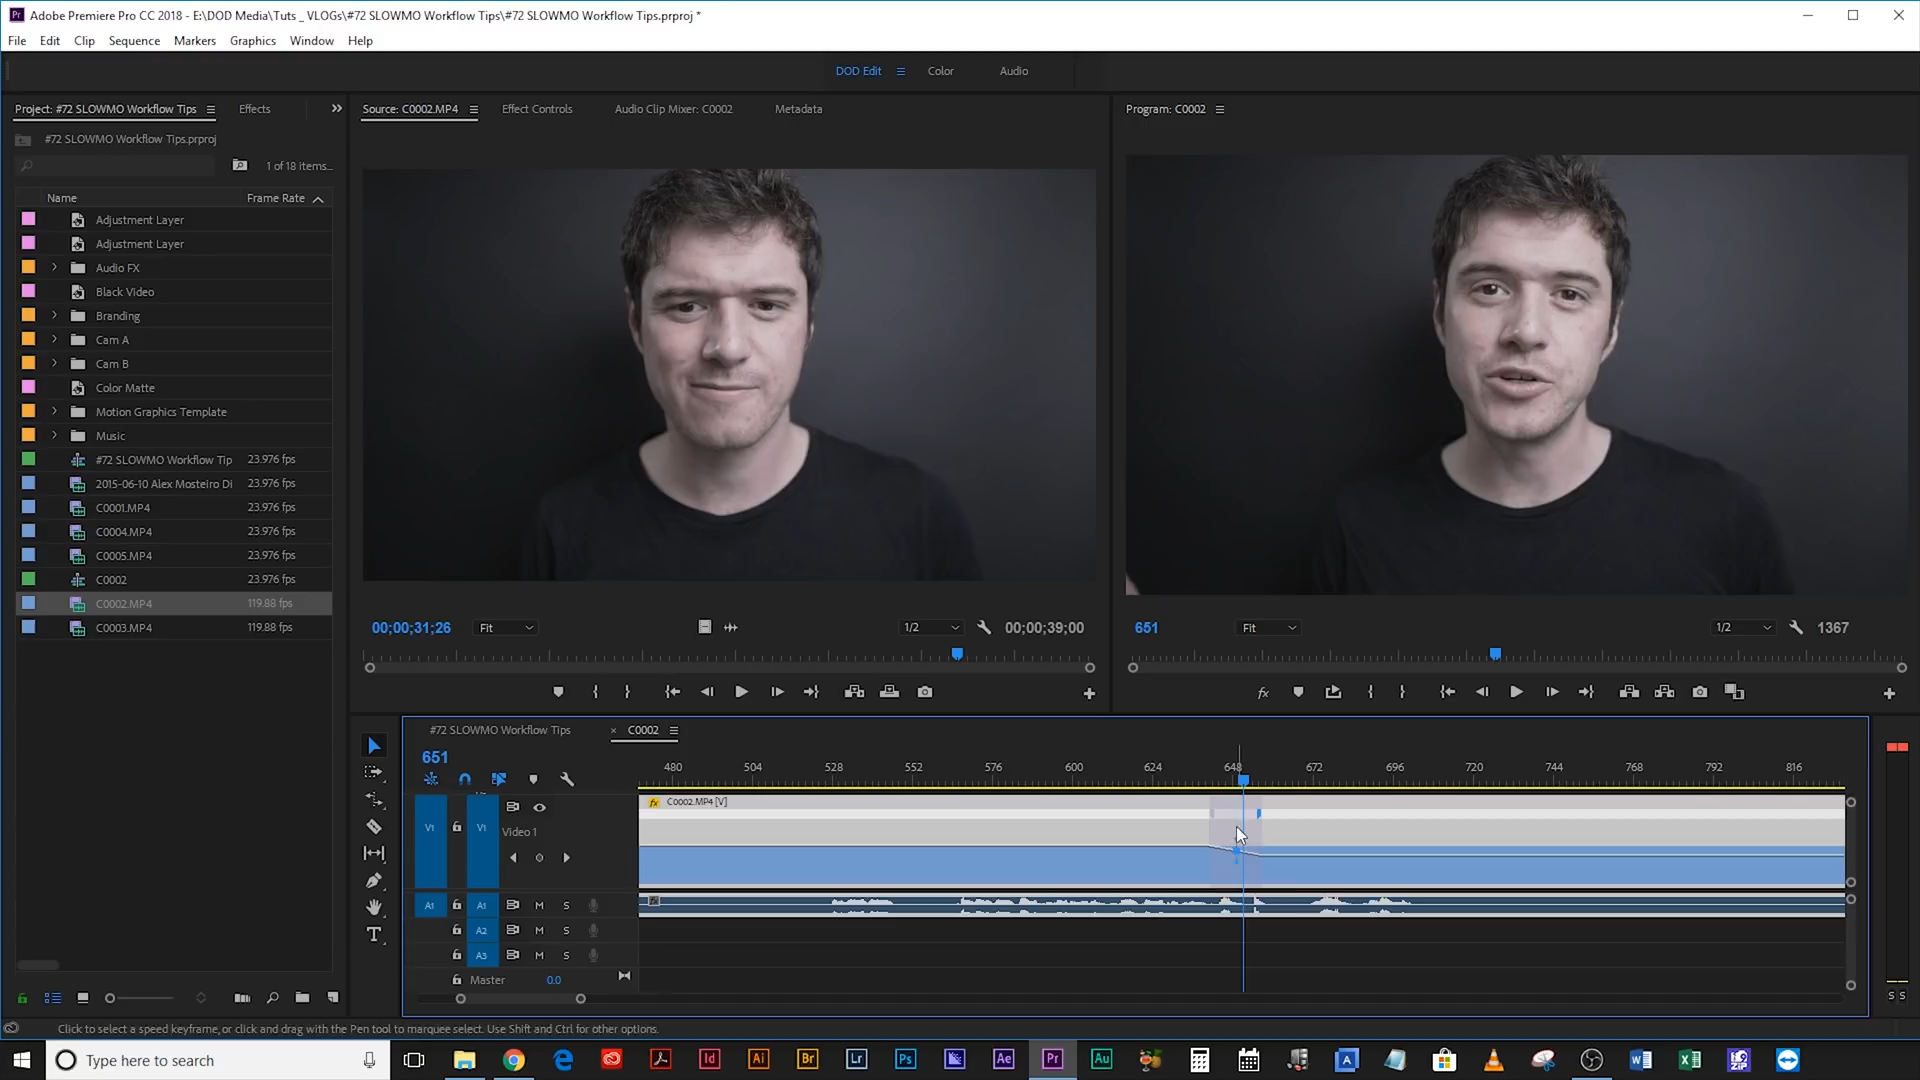 Adobe Premiere Pro CC 2018 - E:\DOD Media\Tuts _ VLOGs\#72 SLOWMO Workflow Tips\#72 SLOWMO Workflow Tips.prproj *
File Edit Clip Sequence Markers Graphics Window Help
DOD Edit Color Audio
Project: #72 SLOWMO Workflow Tips Effects
Source: C0002.MP4 Effect Controls Audio Clip Mixer: C0002 Metadata
Program: C0002
#72 SLOWMO Workflow Tips.prproj
1 of 18 items...
Name Frame Rate
Adjustment Layer
Adjustment Layer
Audio FX
Black Video
Branding
Cam A
Cam B
Color Matte
Motion Graphics Template
Music
#72 SLOWMO Workflow Tip 23.976 fps
2015-06-10 Alex Mosteiro Di 23.976 fps
C0001.MP4 23.976 fps
C0004.MP4 23.976 fps
C0005.MP4 23.976 fps
C0002 23.976 fps
C0002.MP4 119.88 fps
C0003.MP4 119.88 fps
00;00;31;26 Fit 1/2 00;00;39;00
651 Fit 1/2 1367
#72 SLOWMO Workflow Tips × C0002
651
480 504 528 552 576 600 624 648 672 696 720 744 768 792 816
fx C0002.MP4 [V]
V1 V1 Video 1
A1 A1 M S
A2 M S
A3 M S
Master 0.0
S S
Click to select a speed keyframe, or click and drag with the Pen tool to marquee select. Use Shift and Ctrl for other options.
Type here to search
Id Ai Br Lr Ps Ae Pr Au